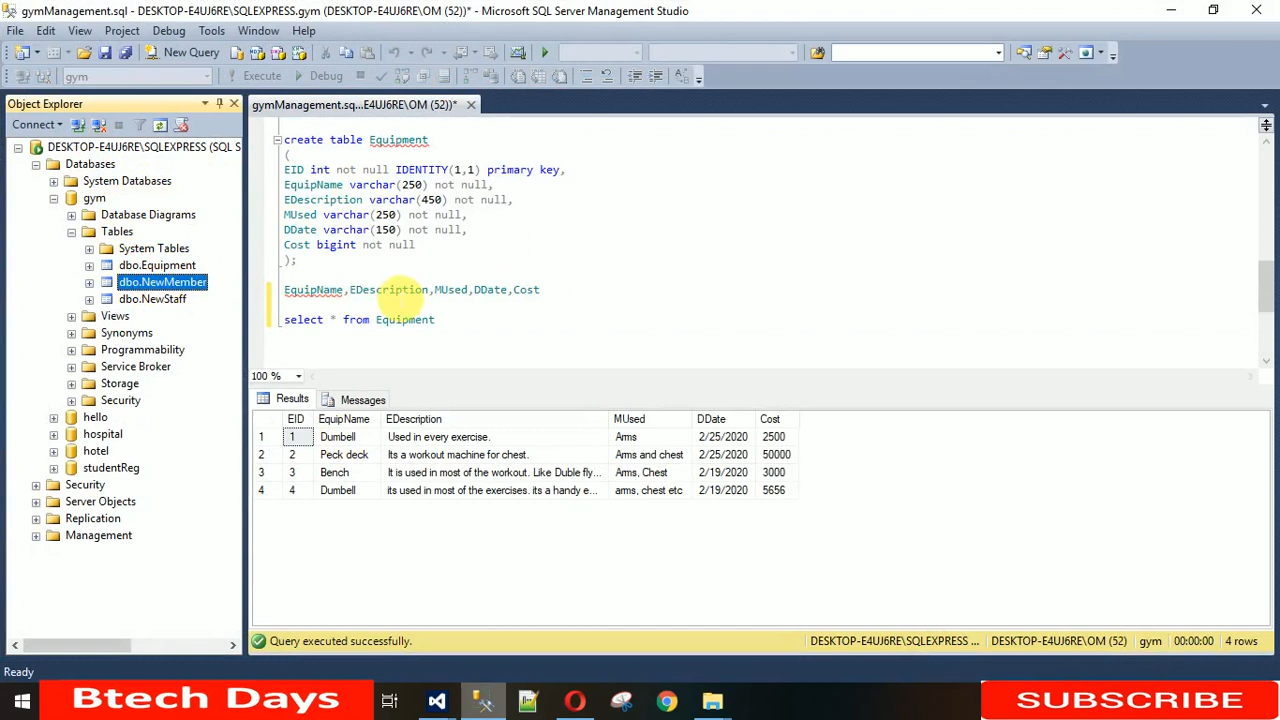 gymManagement.sql - DESKTOP-E4UJ6RE\SQLEXPRESS.gym (DESKTOP-E4UJ6RE\OM (52))* - Microsoft SQL Server Management Studio
File Edit View Project Debug Tools Window Help
New Query
gym Execute Debug
Object Explorer
gymManagement.sq...E4UJ6RE\OM (52))*
Connect
DESKTOP-E4UJ6RE\SQLEXPRESS (SQL S
Databases
System Databases
gym
Database Diagrams
Tables
System Tables
dbo.Equipment
dbo.NewMember
dbo.NewStaff
Views
Synonyms
Programmability
Service Broker
Storage
Security
hello
hospital
hotel
studentReg
Security
Server Objects
Replication
Management
create table Equipment
(
EID int not null IDENTITY(1,1) primary key,
EquipName varchar(250) not null,
EDescription varchar(450) not null,
MUsed varchar(250) not null,
DDate varchar(150) not null,
Cost bigint not null
);
EquipName,EDescription,MUsed,DDate,Cost
select * from Equipment
100 %
Results Messages
EID EquipName EDescription MUsed DDate Cost
1 1 Dumbell Used in every exercise. Arms 2/25/2020 2500
2 2 Peck deck Its a workout machine for chest. Arms and chest 2/25/2020 50000
3 3 Bench It is used in most of the workout. Like Duble fly... Arms, Chest 2/19/2020 3000
4 4 Dumbell its used in most of the exercises. its a handy e... arms, chest etc 2/19/2020 5656
Query executed successfully. DESKTOP-E4UJ6RE\SQLEXPRESS ... DESKTOP-E4UJ6RE\OM (52) gym 00:00:00 4 rows
Ready
Btech Days
SUBSCRIBE